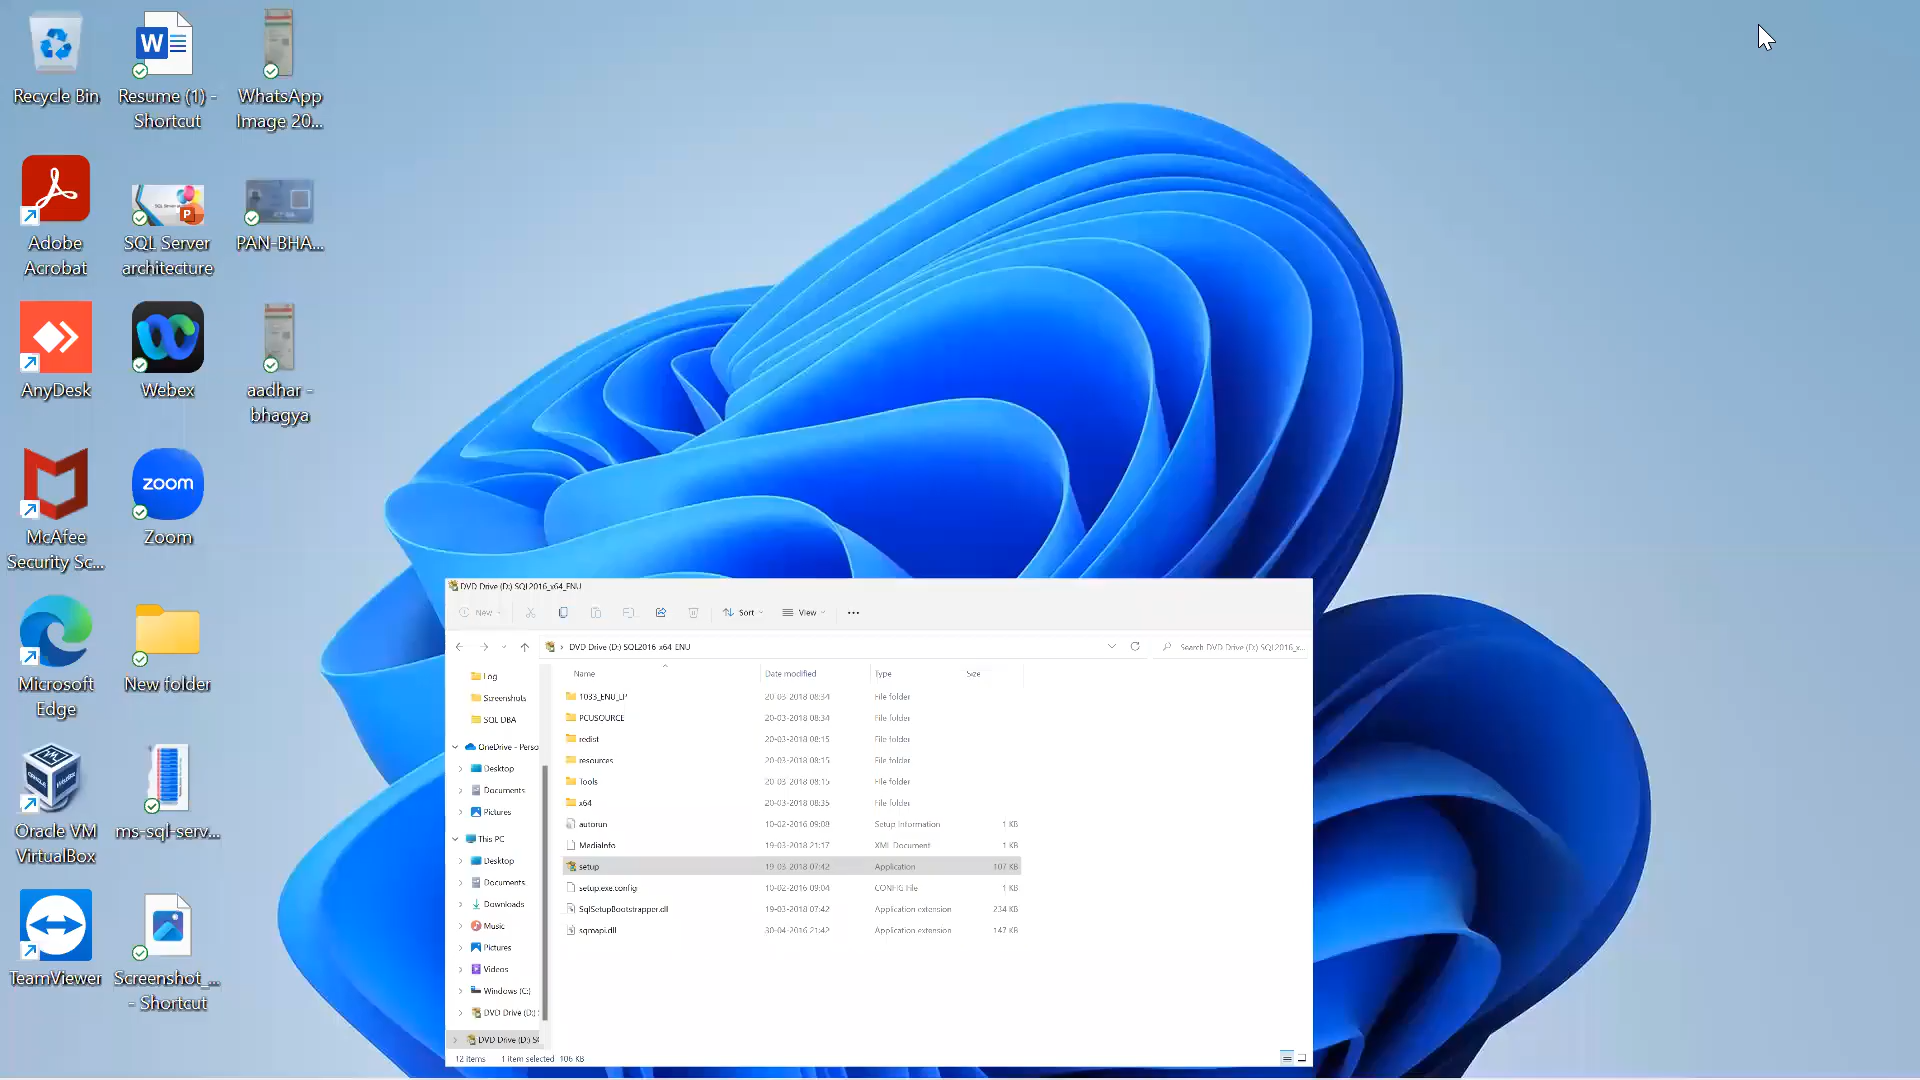 Recycle Bin
Resume (1) -
Shortcut
WhatsApp
Image 20...
Adobe
Acrobat
SQL Server
architecture
PAN-BHA...
AnyDesk
Webex
aadhar -
bhagya
McAfee
Security Sc...
zoom
Zoom
Microsoft
Edge
New folder
Oracle VM
VirtualBox
ms-sql-serv...
TeamViewer
Screenshot_...
- Shortcut
DVD Drive (D:) SQL2016_x64_ENU
New
Sort
View
DVD Drive (D:) SQL2016_x64_ENU
Search DVD Drive (D:) SQL2016_x...
Log
Screenshots
SQL DBA
OneDrive - Perso
Desktop
Documents
Pictures
This PC
Desktop
Documents
Downloads
Music
Pictures
Videos
Windows (C:)
DVD Drive (D:)
DVD Drive (D:) SQ
Name Date modified Type Size
1033_ENU_LP 20-03-2018 08:34 File folder
PCUSOURCE 20-03-2018 08:34 File folder
redist 20-03-2018 08:15 File folder
resources 20-03-2018 08:15 File folder
Tools 20-03-2018 08:15 File folder
x64 20-03-2018 08:35 File folder
autorun 10-02-2016 09:08 Setup Information 1 KB
MediaInfo 19-03-2018 21:17 XML Document 1 KB
setup 19-03-2018 07:42 Application 107 KB
setup.exe.config 10-02-2016 09:04 CONFIG File 1 KB
SqlSetupBootstrapper.dll 19-03-2018 07:42 Application extension 234 KB
sqmapi.dll 30-04-2016 21:42 Application extension 147 KB
12 items 1 item selected 106 KB